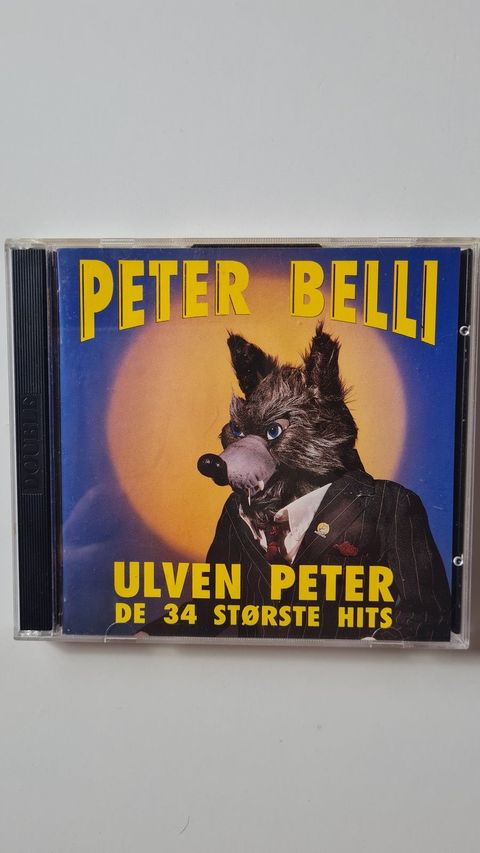 PETER BELLI
ULVEN PETER
DE 34 STØRSTE HITS
DOUBLE